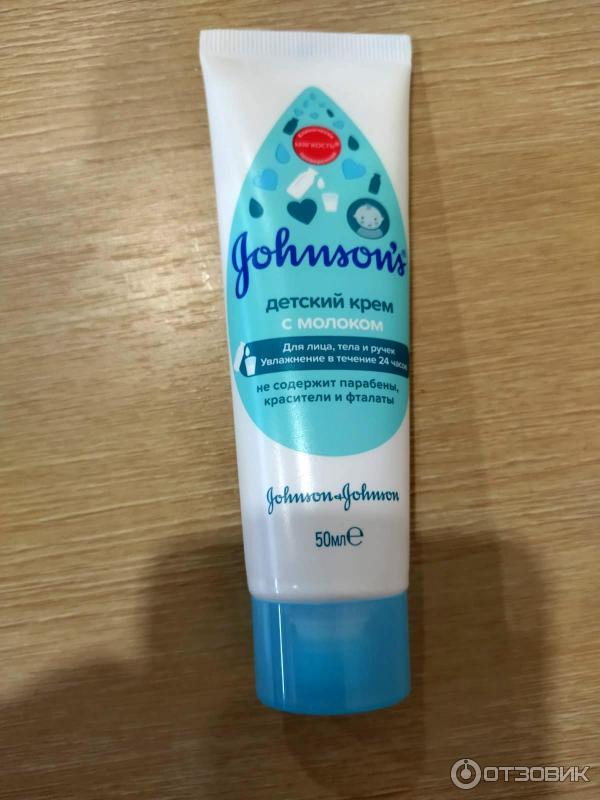 мягкость®
Johnson's®
детский крем
с молоком
Для лица, тела и ручек
Увлажнение в течение 24 часов
не содержит парабены,
красители и фталаты
Johnson & Johnson
50мл℮
ОТЗОВИК